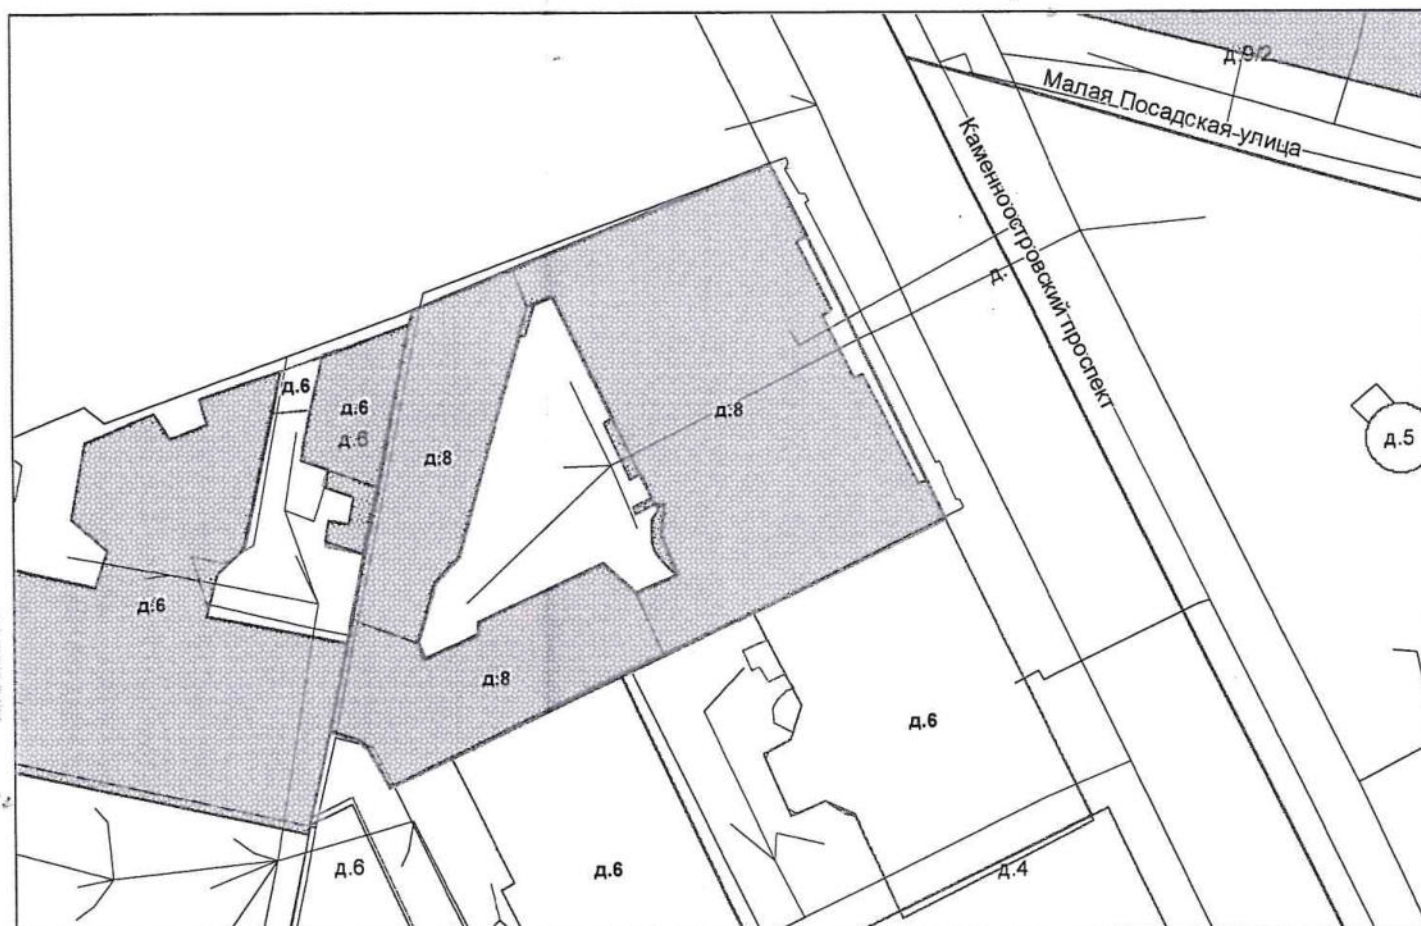 д.9/2
Малая Посадская улица
Каменноостровский проспект
д.
д.6
д.6
д.6
д.8
д.8
д.5
д.6
д.8
д.6
д.6
д.6
д.4